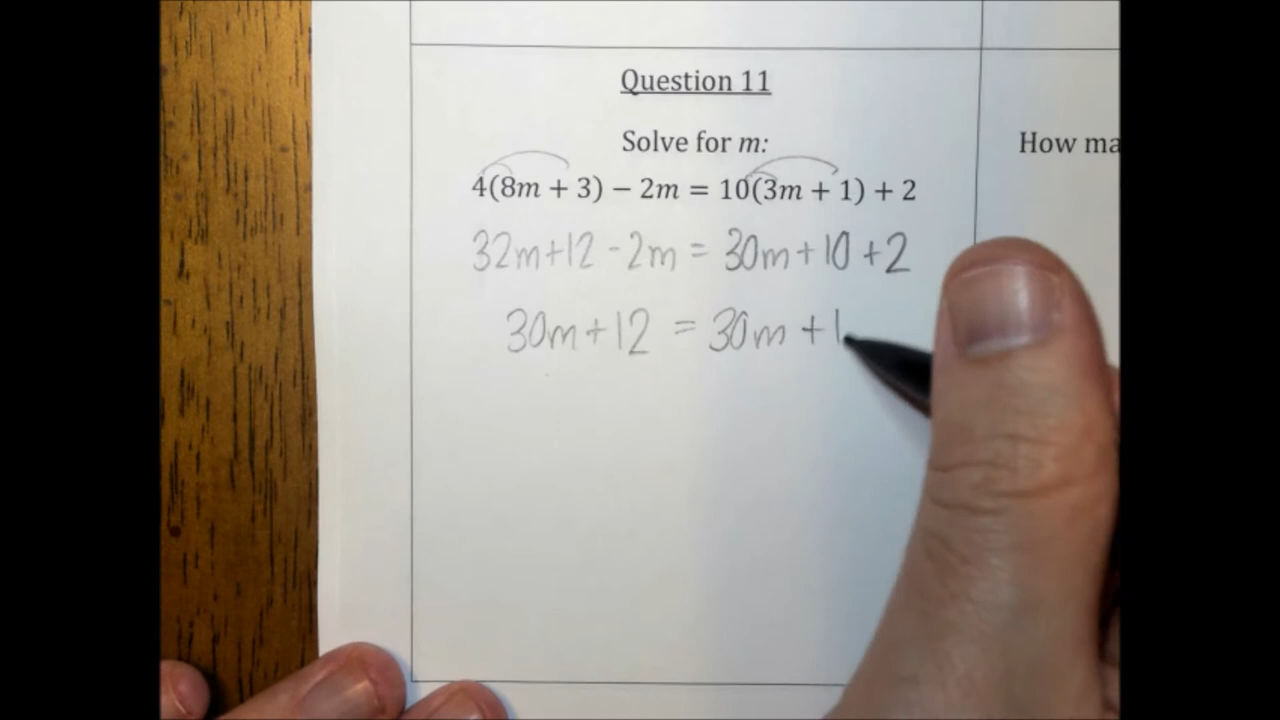 Question 11
Solve for m:
4(8m + 3) − 2m = 10(3m + 1) + 2
32m+12 -2m = 30m+10 +2
30m+12 = 30m +1
How ma